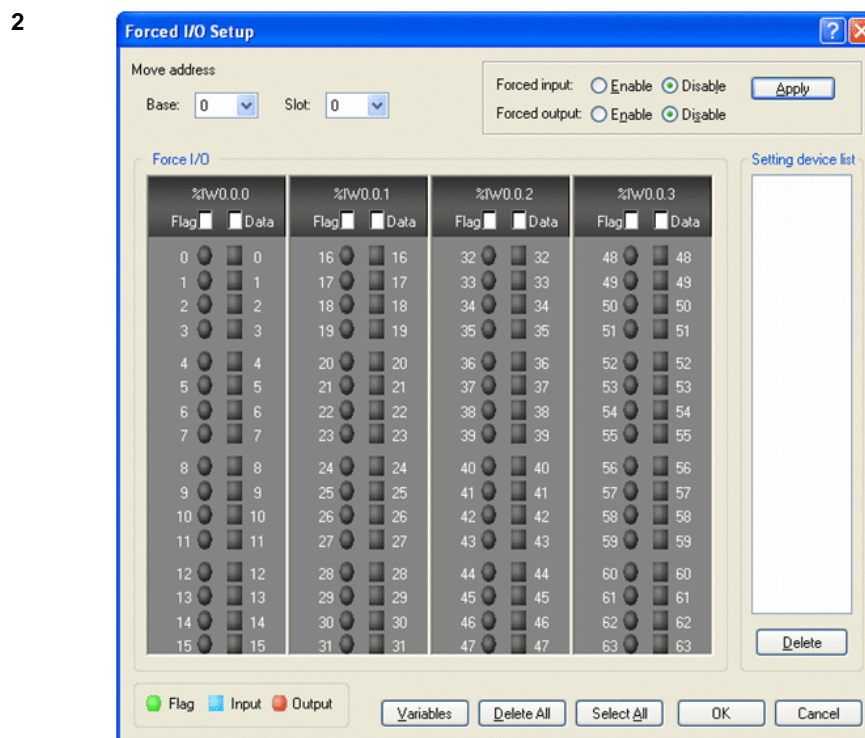 2
Forced I/O Setup
Move address
Base: 0 Slot: 0
Forced input: Enable Disable Apply
Forced output: Enable Disable
Force I/O
Setting device list
%IW0.0.0 %IW0.0.1 %IW0.0.2 %IW0.0.3
Flag Data Flag Data Flag Data Flag Data
0 0 16 16 32 32 48 48
1 1 17 17 33 33 49 49
2 2 18 18 34 34 50 50
3 3 19 19 35 35 51 51
4 4 20 20 36 36 52 52
5 5 21 21 37 37 53 53
6 6 22 22 38 38 54 54
7 7 23 23 39 39 55 55
8 8 24 24 40 40 56 56
9 9 25 25 41 41 57 57
10 10 26 26 42 42 58 58
11 11 27 27 43 43 59 59
12 12 28 28 44 44 60 60
13 13 29 29 45 45 61 61
14 14 30 30 46 46 62 62
15 15 31 31 47 47 63 63
Delete
Flag Input Output
Variables Delete All Select All OK Cancel